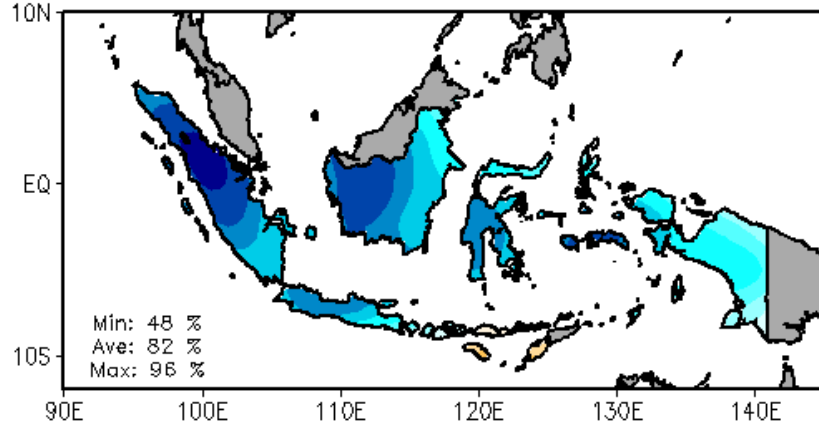 10N
EQ
10S
Min: 48 %
Ave: 82 %
Max: 96 %
90E 100E 110E 120E 130E 140E